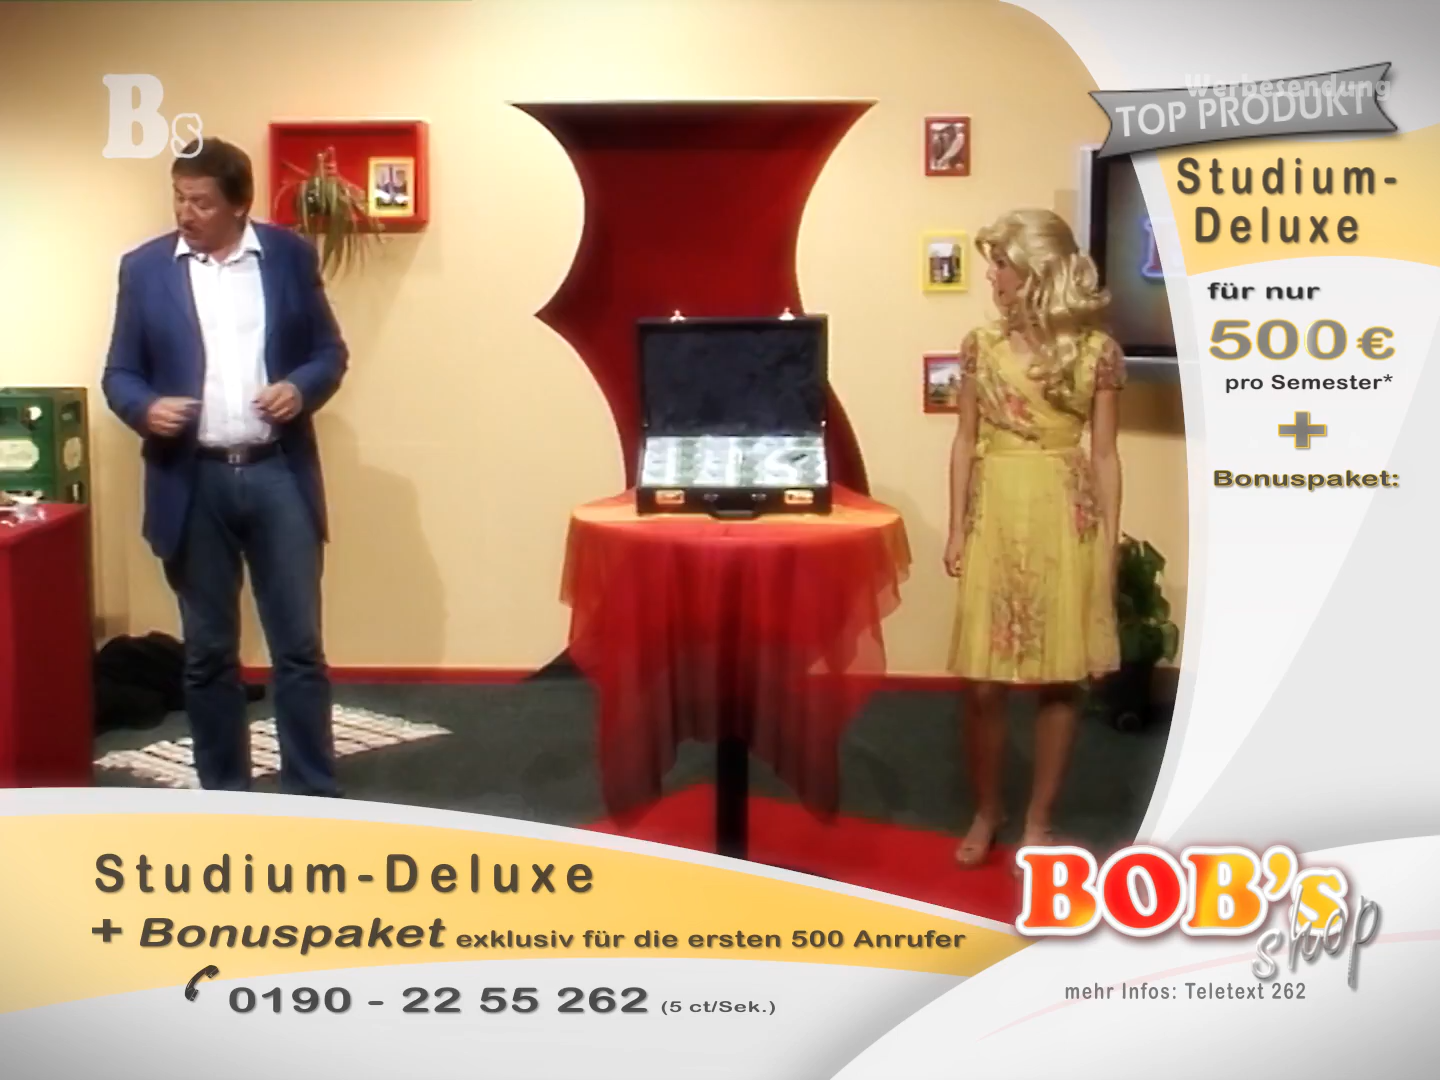 Bs
Werbesendung
TOP PRODUKT
Studium-
Deluxe
für nur
500 €
pro Semester*
+
Bonuspaket:
Studium-Deluxe
+ Bonuspaket exklusiv für die ersten 500 Anrufer
0190 - 22 55 262 (5 ct/Sek.)
BOB's
shop
mehr Infos: Teletext 262